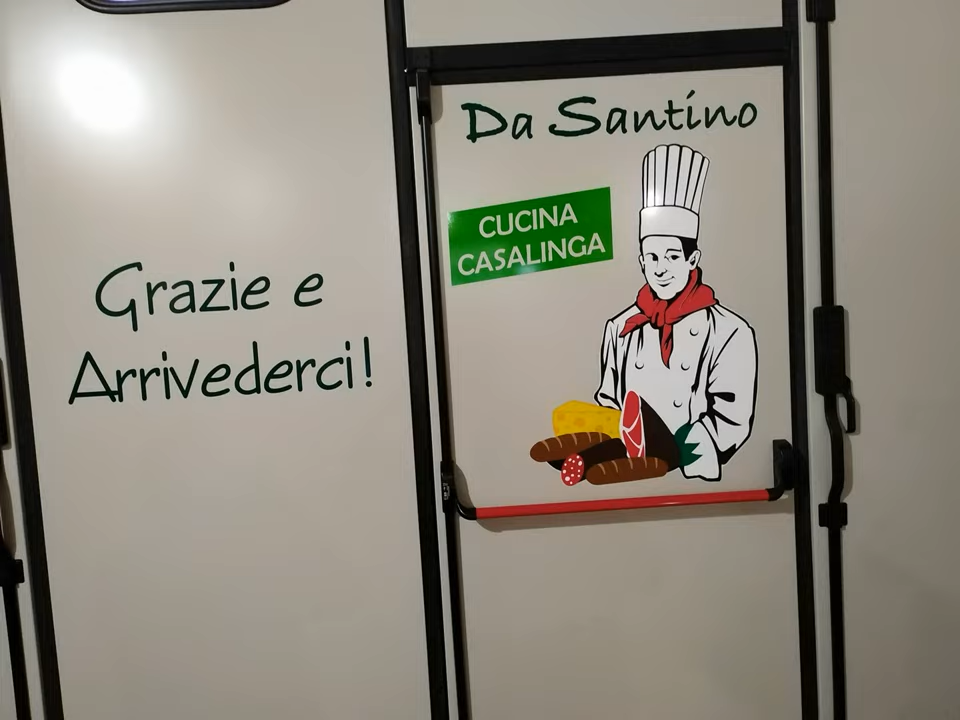 Grazie e
Arrivederci!
Da Santino
CUCINA
CASALINGA